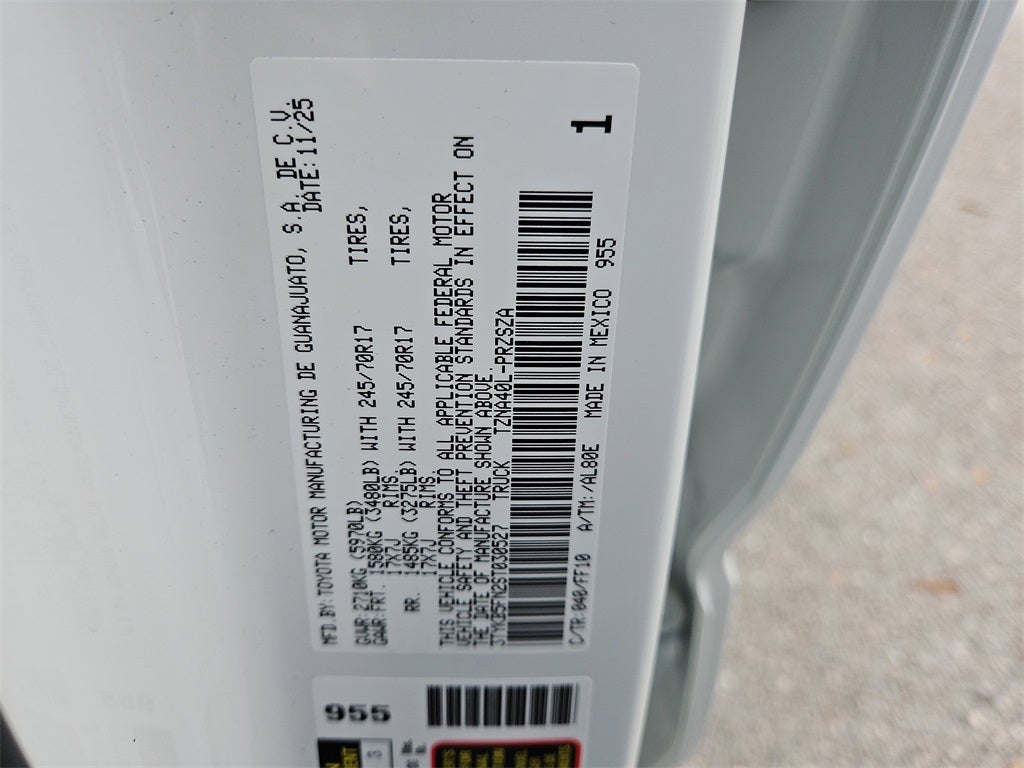 MFD.BY:TOYOTA MOTOR MANUFACTURING DE GUANAJUATO, S.A. DE C.V.
DATE:11/25
GVWR:2710KG (5970LB)
GAWR:FRT. 1580KG (3480LB) WITH 245/70R17 TIRES,
17X7J RIMS
RR. 1485KG (3275LB) WITH 245/70R17 TIRES,
17X7J RIMS
THIS VEHICLE CONFORMS TO ALL APPLICABLE FEDERAL MOTOR
VEHICLE SAFETY AND THEFT PREVENTION STANDARDS IN EFFECT ON
THE DATE OF MANUFACTURE SHOWN ABOVE.
3TYKB5FN2ST030527 TRUCK TZNA40L-PRZSZA
C/TR:040/FF10 A/TM:/AL80E MADE IN MEXICO 955
1
955
3